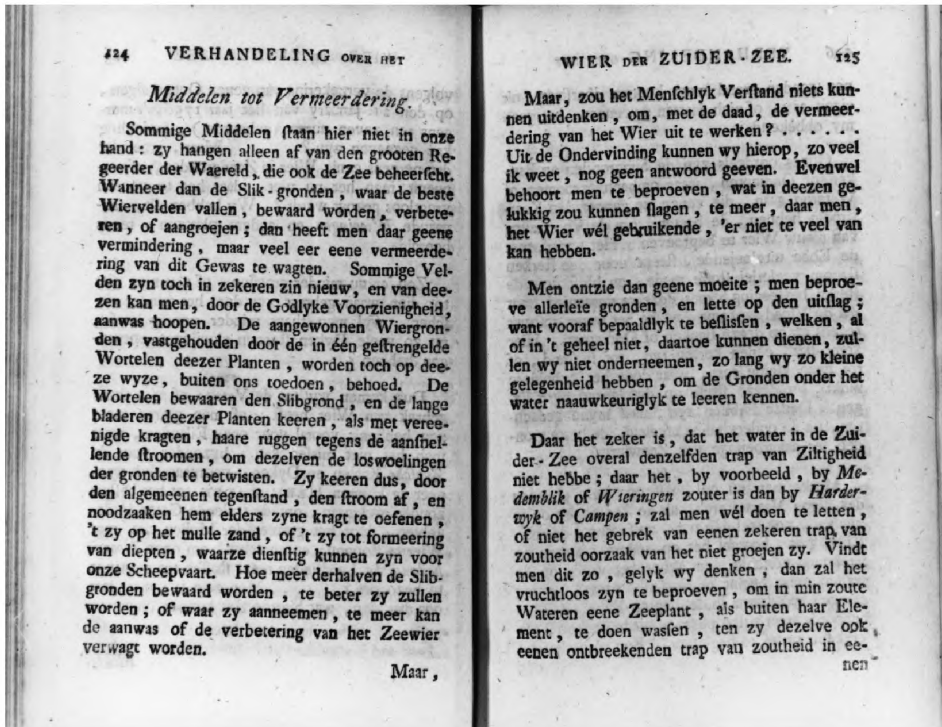 124 VERHANDELING OVER HET
Middelen tot Vermeerdering.
Sommige Middelen ſtaan hier niet in onze
hand: zy hangen alleen af van den grooten Re-
geerder der Waereld, die ook de Zee beheerſcht.
Wanneer dan de Slik-gronden, waar de beste
Wiervelden vallen, bewaard worden, verbete-
ren, of aangroejen; dan heeft men daar geene
vermindering, maar veel eer eene vermeerde-
ring van dit Gewas te wagten. Sommige Vel-
den zyn toch in zekeren zin nieuw, en van dee-
zen kan men, door de Godlyke Voorzienigheid,
aanwas hoopen. De aangewonnen Wiergron-
den, vastgehouden door de in één geſtrengelde
Wortelen deezer Planten, worden toch op dee-
ze wyze, buiten ons toedoen, behoed. De
Wortelen bewaaren den Slibgrond, en de lange
bladeren deezer Planten keeren, als met veree-
nigde kragten, haare ruggen tegens de aanſnel-
lende ſtroomen, om dezelven de loswoelingen
der gronden te betwisten. Zy keeren dus, door
den algemeenen tegenſtand, den ſtroom af, en
noodzaaken hem elders zyne kragt te oefenen,
't zy op het mulle zand, of 't zy tot formeering
van diepten, waarze dienſtig kunnen zyn voor
onze Scheepvaart. Hoe meer derhalven de Slib-
gronden bewaard worden, te beter zy zullen
worden; of waar zy aanneemen, te meer kan
de aanwas of de verbetering van het Zeewier
verwagt worden.
Maar,
WIER DER ZUIDER-ZEE. 125
Maar, zou het Menſchlyk Verſtand niets kun-
nen uitdenken, om, met de daad, de vermeer-
dering van het Wier uit te werken? . . . . . .
Uit de Ondervinding kunnen wy hierop, zo veel
ik weet, nog geen antwoord geeven. Evenwel
behoort men te beproeven, wat in deezen ge-
lukkig zou kunnen ſlagen, te meer, daar men,
het Wier wél gebruikende, 'er niet te veel van
kan hebben.
Men ontzie dan geene moeite; men beproe-
ve allerleïe gronden, en lette op den uitſlag;
want vooraf bepaaldlyk te beſlisſen, welken, al
of in 't geheel niet, daartoe kunnen dienen, zul-
len wy niet onderneemen, zo lang wy zo kleine
gelegenheid hebben, om de Gronden onder het
water naauwkeuriglyk te leeren kennen.
Daar het zeker is, dat het water in de Zui-
der-Zee overal denzelfden trap van Ziltigheid
niet hebbe; daar het, by voorbeeld, by Me-
demblik of Wieringen zouter is dan by Harder-
wyk of Campen; zal men wél doen te letten,
of niet het gebrek van eenen zekeren trap van
zoutheid oorzaak van het niet groejen zy. Vindt
men dit zo, gelyk wy denken, dan zal het
vruchtloos zyn te beproeven, om in min zoute
Wateren eene Zeeplant, als buiten haar Ele-
ment, te doen wasſen, ten zy dezelve ook
eenen ontbreekenden trap van zoutheid in ee-
nen